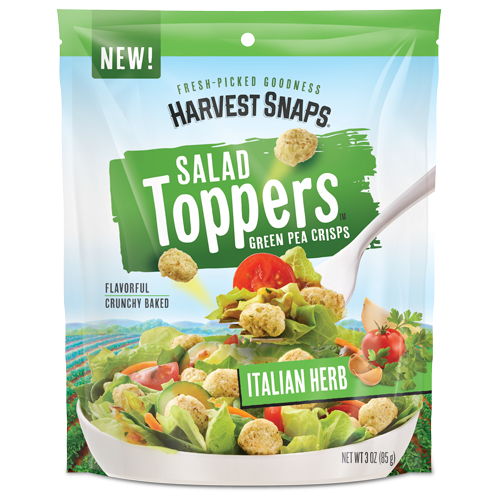 NEW!
FRESH-PICKED GOODNESS
HARVEST SNAPS®
SALAD
Toppers™
GREEN PEA CRISPS
FLAVORFUL
CRUNCHY BAKED
ITALIAN HERB
NET WT 3 OZ (85 g)